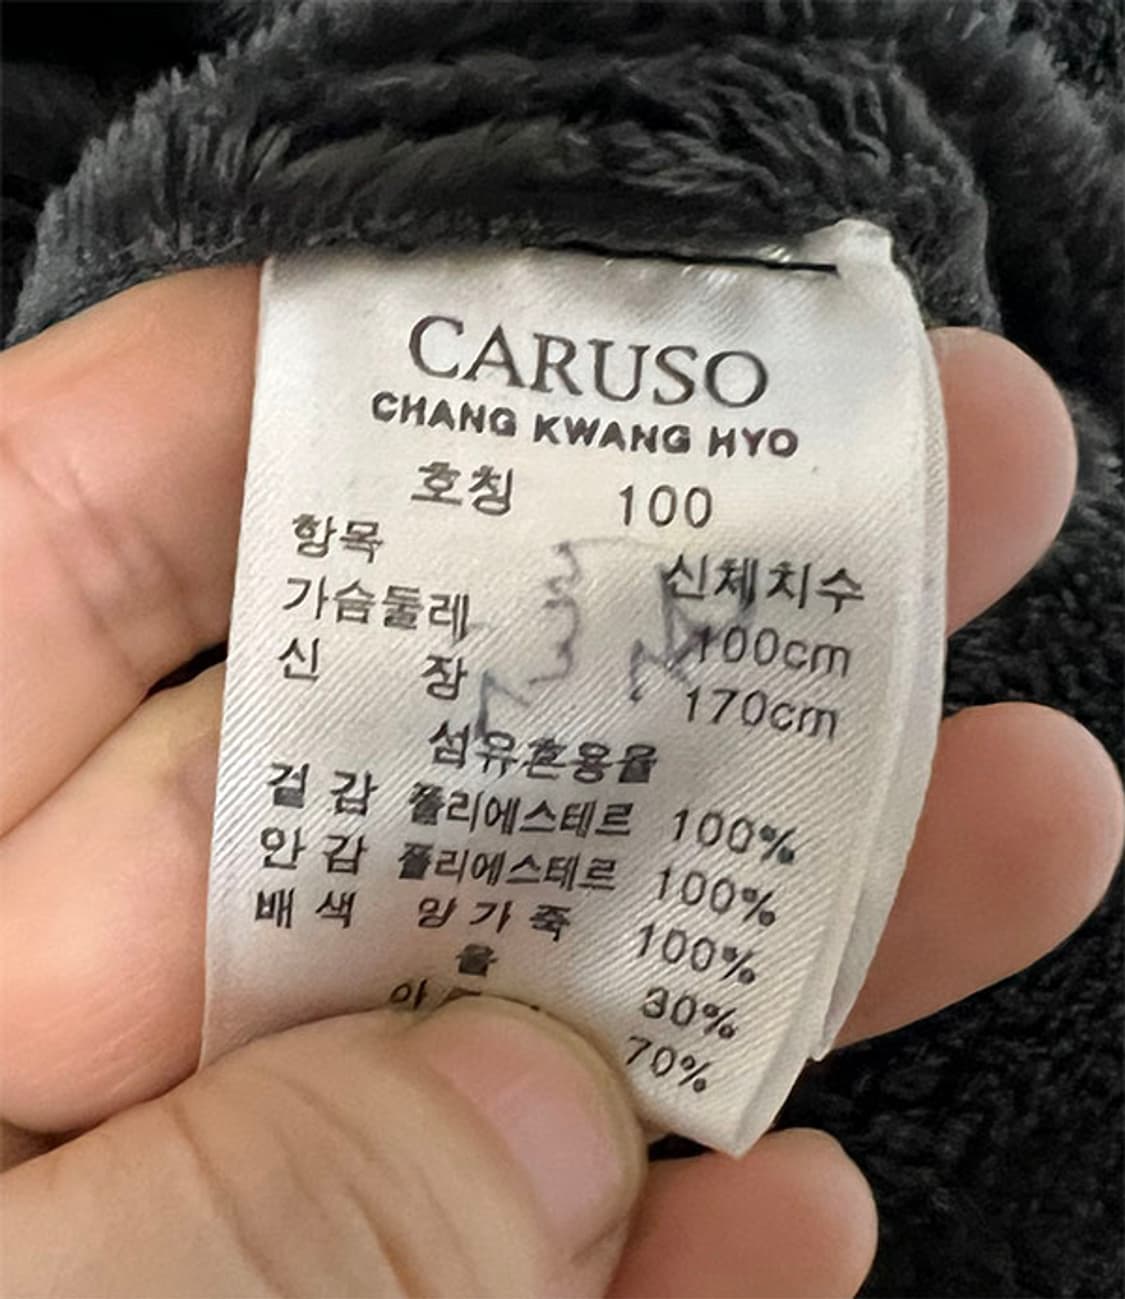 CARUSO
CHANG KWANG HYO
호칭 100
항목 신체치수
가슴둘레 100cm
신 장 170cm
섬유혼용율
겉 감 폴리에스테르 100%
안 감 폴리에스테르 100%
배 색 양가죽 100%
울 30%
70%